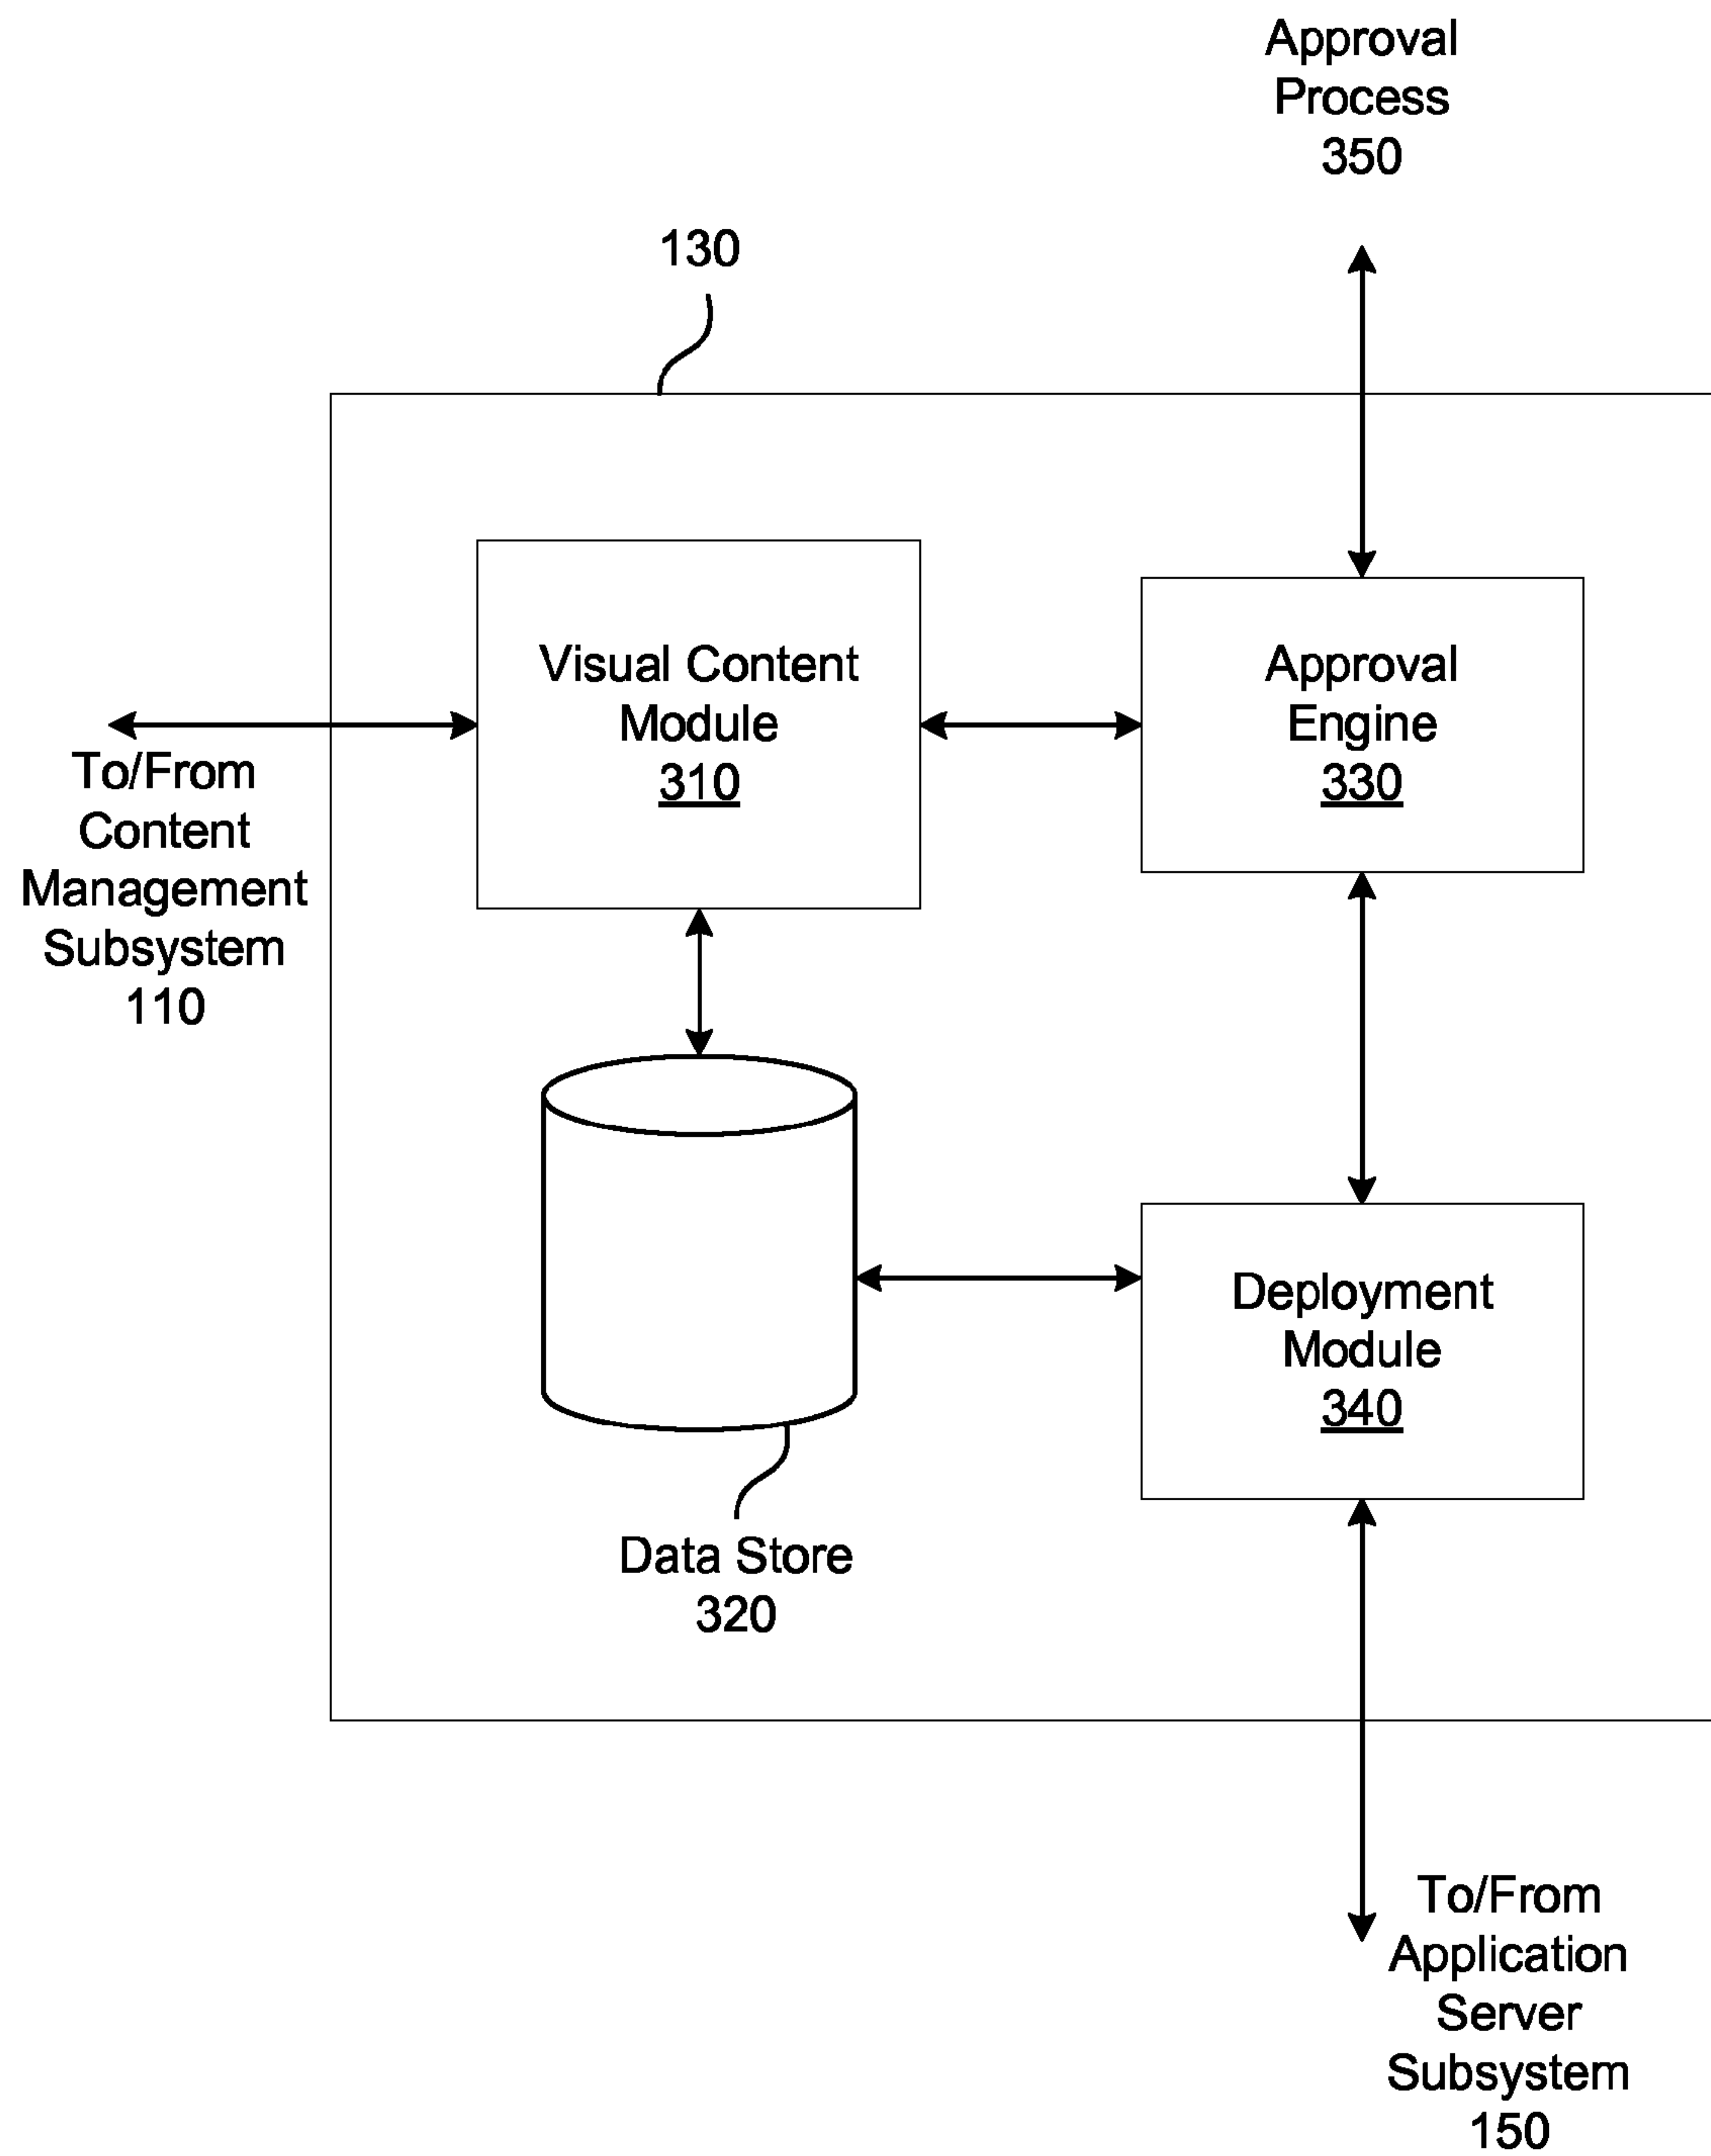 Approval
Process
350
130
Visual Content
Module
310
Approval
Engine
330
To/From
Content
Management
Subsystem
110
Deployment
Module
340
Data Store
320
To/From
Application
Server
Subsystem
150